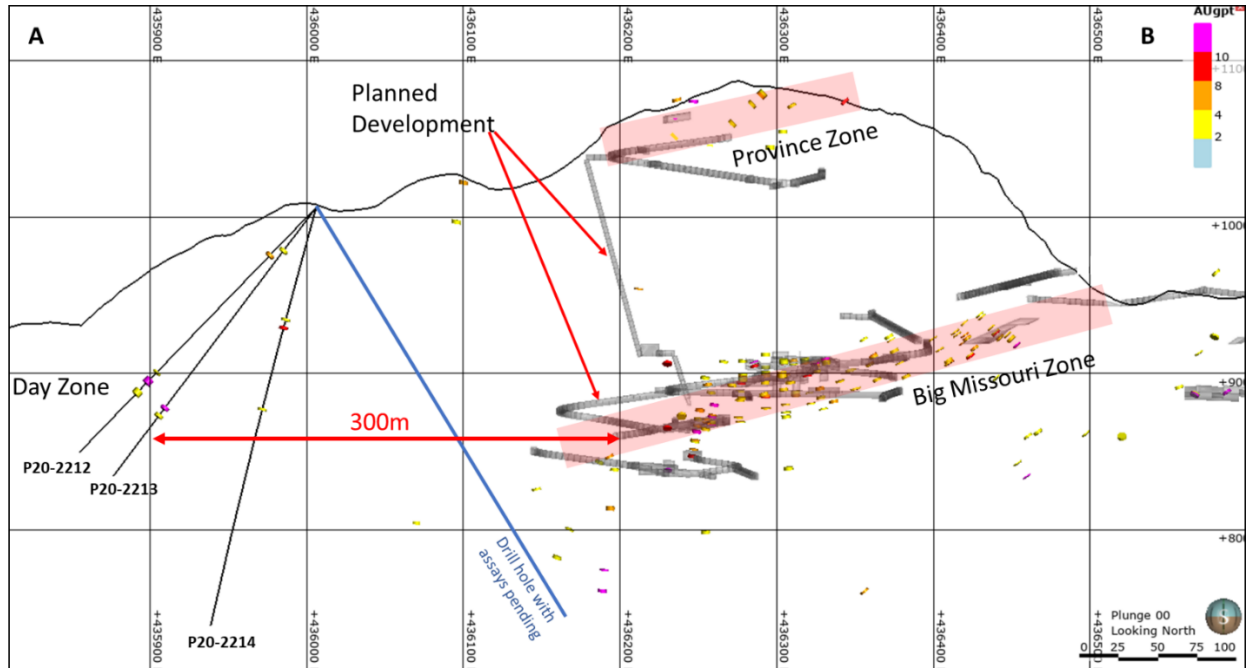 A
B
435900 E
436000 E
436100 E
436200 E
436300 E
436400 E
436500 E
AUgpt
10
8
4
2
+1100
+1000
+900
+800
Planned
Development
Province Zone
Big Missouri Zone
Day Zone
300m
P20-2212
P20-2213
P20-2214
Drill hole with
assays pending
+435900
+436000
+436100
+436200
+436300
+436400
Plunge 00
Looking North
S
0 25 50 75 100